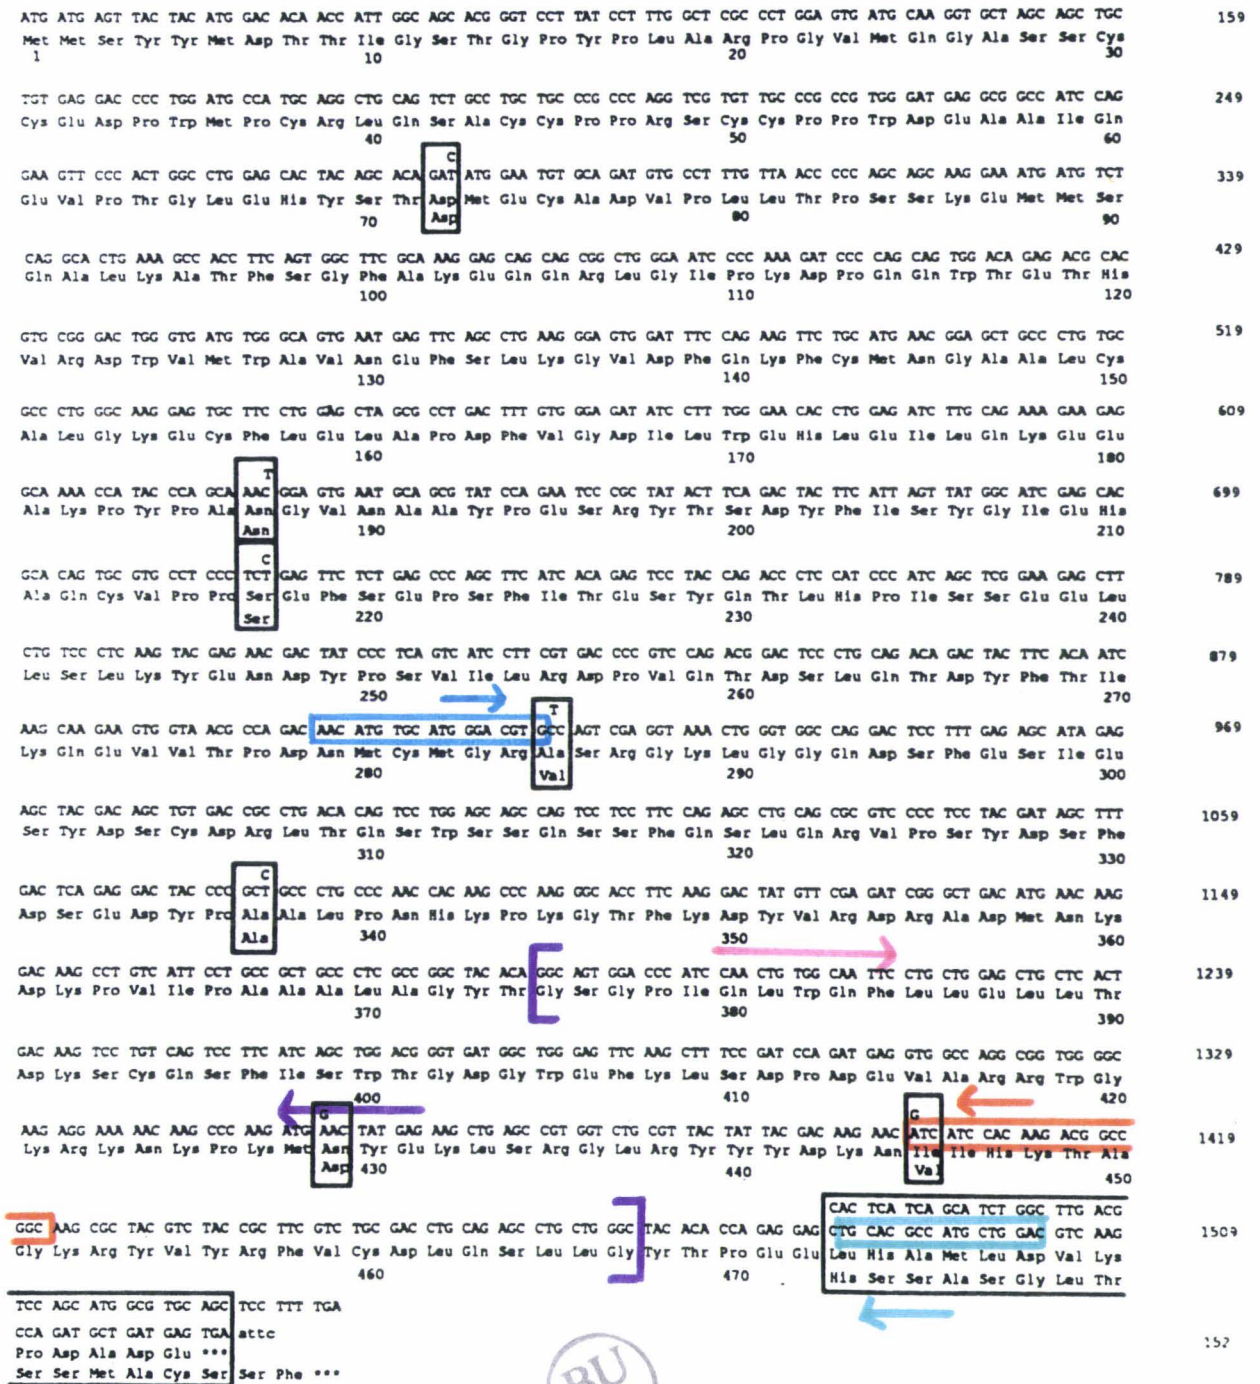 ATG ATG AGT TAC TAC ATG GAC ACA ACC ATT GGC AGC ACG GGT CCT TAT CCT TTG GCT CGC CCT GGA GTG ATG CAA GGT GCT AGC AGC TGC 159
Met Met Ser Tyr Tyr Met Asp Thr Thr Ile Gly Ser Thr Gly Pro Tyr Pro Leu Ala Arg Pro Gly Val Met Gln Gly Ala Ser Ser Cys
1 10 20 30
TGT GAG GAC CCC TGG ATG CCA TGC AGG CTG CAG TCT GCC TGC TGC CCG CCC AGG TCG TGT TGC CCG CCG TGG GAT GAG GCG GCC ATC CAG 249
Cys Glu Asp Pro Trp Met Pro Cys Arg Leu Gln Ser Ala Cys Cys Pro Pro Arg Ser Cys Cys Pro Pro Trp Asp Glu Ala Ala Ile Gln
40 50 60
C
GAA GTT CCC ACT GGC CTG GAG CAC TAC AGC ACA GAT ATG GAA TGT GCA GAT GTG CCT TTG TTA ACC CCC AGC AGC AAG GAA ATG ATG TCT 339
Glu Val Pro Thr Gly Leu Glu His Tyr Ser Thr Asp Met Glu Cys Ala Asp Val Pro Leu Leu Thr Pro Ser Ser Lys Glu Met Met Ser
70 Asp 80 90
CAG GCA CTG AAA GCC ACC TTC AGT GGC TTC GCA AAG GAG CAG CAG CGG CTG GGA ATC CCC AAA GAT CCC CAG CAG TGG ACA GAG ACG CAC 429
Gln Ala Leu Lys Ala Thr Phe Ser Gly Phe Ala Lys Glu Gln Gln Arg Leu Gly Ile Pro Lys Asp Pro Gln Gln Trp Thr Glu Thr His
100 110 120
GTG CGG GAC TGG GTG ATG TGG GCA GTG AAT GAG TTC AGC CTG AAG GGA GTG GAT TTC CAG AAG TTC TGC ATG AAC GGA GCT GCC CTG TGC 519
Val Arg Asp Trp Val Met Trp Ala Val Asn Glu Phe Ser Leu Lys Gly Val Asp Phe Gln Lys Phe Cys Met Asn Gly Ala Ala Leu Cys
130 140 150
GCC CTG GGC AAG GAG TGC TTC CTG GAG CTA GCG CCT GAC TTT GTG GGA GAT ATC CTT TGG GAA CAC CTG GAG ATC TTG CAG AAA GAA GAG 609
Ala Leu Gly Lys Glu Cys Phe Leu Glu Leu Ala Pro Asp Phe Val Gly Asp Ile Leu Trp Glu His Leu Glu Ile Leu Gln Lys Glu Glu
160 170 180
T
GCA AAA CCA TAC CCA GCA AAC GGA GTG AAT GCA GCG TAT CCA GAA TCC CGC TAT ACT TCA GAC TAC TTC ATT AGT TAT GGC ATC GAG CAC 699
Ala Lys Pro Tyr Pro Ala Asn Gly Val Asn Ala Ala Tyr Pro Glu Ser Arg Tyr Thr Ser Asp Tyr Phe Ile Ser Tyr Gly Ile Glu His
Asn 190 200 210
C
GCA CAG TGC GTG CCT CCC TCT GAG TTC TCT GAG CCC AGC TTC ATC ACA GAG TCC TAC CAG ACC CTC CAT CCC ATC AGC TCG GAA GAG CTT 789
Ala Gln Cys Val Pro Pro Ser Glu Phe Ser Glu Pro Ser Phe Ile Thr Glu Ser Tyr Gln Thr Leu His Pro Ile Ser Ser Glu Glu Leu
Ser 220 230 240
CTG TCC CTC AAG TAC GAG AAC GAC TAT CCC TCA GTC ATC CTT CGT GAC CCC GTC CAG ACG GAC TCC CTG CAG ACA GAC TAC TTC ACA ATC 879
Leu Ser Leu Lys Tyr Glu Asn Asp Tyr Pro Ser Val Ile Leu Arg Asp Pro Val Gln Thr Asp Ser Leu Gln Thr Asp Tyr Phe Thr Ile
250 260 270
T
AAG CAA GAA GTG GTA ACG CCA GAC AAC ATG TGC ATG GGA CGT GCC AGT CGA GGT AAA CTG GGT GGC CAG GAC TCC TTT GAG AGC ATA GAG 969
Lys Gln Glu Val Val Thr Pro Asp Asn Met Cys Met Gly Arg Ala Ser Arg Gly Lys Leu Gly Gly Gln Asp Ser Phe Glu Ser Ile Glu
280 Val 290 300
AGC TAC GAC AGC TGT GAC CGC CTG ACA CAG TCC TGG AGC AGC CAG TCC TCC TTC CAG AGC CTG CAG CGC GTC CCC TCC TAC GAT AGC TTT 1059
Ser Tyr Asp Ser Cys Asp Arg Leu Thr Gln Ser Trp Ser Ser Gln Ser Ser Phe Gln Ser Leu Gln Arg Val Pro Ser Tyr Asp Ser Phe
310 320 330
C
GAC TCA GAG GAC TAC CCC GCT GCC CTG CCC AAC CAC AAG CCC AAG GGC ACC TTC AAG GAC TAT GTT CGA GAT CGG GCT GAC ATG AAC AAG 1149
Asp Ser Glu Asp Tyr Pro Ala Ala Leu Pro Asn His Lys Pro Lys Gly Thr Phe Lys Asp Tyr Val Arg Asp Arg Ala Asp Met Asn Lys
Ala 340 350 360
GAC AAG CCT GTC ATT CCT GCC GCT GCC CTC GCC GGC TAC ACA GGC AGT GGA CCC ATC CAA CTG TGG CAA TTC CTG CTG GAG CTG CTC ACT 1239
Asp Lys Pro Val Ile Pro Ala Ala Ala Leu Ala Gly Tyr Thr Gly Ser Gly Pro Ile Gln Leu Trp Gln Phe Leu Leu Glu Leu Leu Thr
370 380 390
GAC AAG TCC TGT CAG TCC TTC ATC AGC TGG ACG GGT GAT GGC TGG GAG TTC AAG CTT TCC GAT CCA GAT GAG GTG GCC AGG CGG TGG GGC 1329
Asp Lys Ser Cys Gln Ser Phe Ile Ser Trp Thr Gly Asp Gly Trp Glu Phe Lys Leu Ser Asp Pro Asp Glu Val Ala Arg Arg Trp Gly
400 410 420
G G
AAG AGG AAA AAC AAG CCC AAG ATG AAC TAT GAG AAG CTG AGC CGT GGT CTG CGT TAC TAT TAC GAC AAG AAC ATC ATC CAC AAG ACG GCC 1419
Lys Arg Lys Asn Lys Pro Lys Met Asn Tyr Glu Lys Leu Ser Arg Gly Leu Arg Tyr Tyr Tyr Asp Lys Asn Ile Ile His Lys Thr Ala
Asp 430 440 Val 450
CAC TCA TCA GCA TCT GGC TTG ACG
GGC AAG CGC TAC GTC TAC CGC TTC GTC TGC GAC CTG CAG AGC CTG CTG GGC TAC ACA CCA GAG GAG CTG CAC GCC ATG CTG GAC GTC AAG 1509
Gly Lys Arg Tyr Val Tyr Arg Phe Val Cys Asp Leu Gln Ser Leu Leu Gly Tyr Thr Pro Glu Glu Leu His Ala Met Leu Asp Val Lys
460 470 His Ser Ser Ala Ser Gly Leu Thr
TCC AGC ATG GCG TGC AGC TCC TTT TGA
CCA GAT GCT GAT GAG TGA attc
Pro Asp Ala Asp Glu *** 152
Ser Ser Met Ala Cys Ser Ser Phe ***
BU